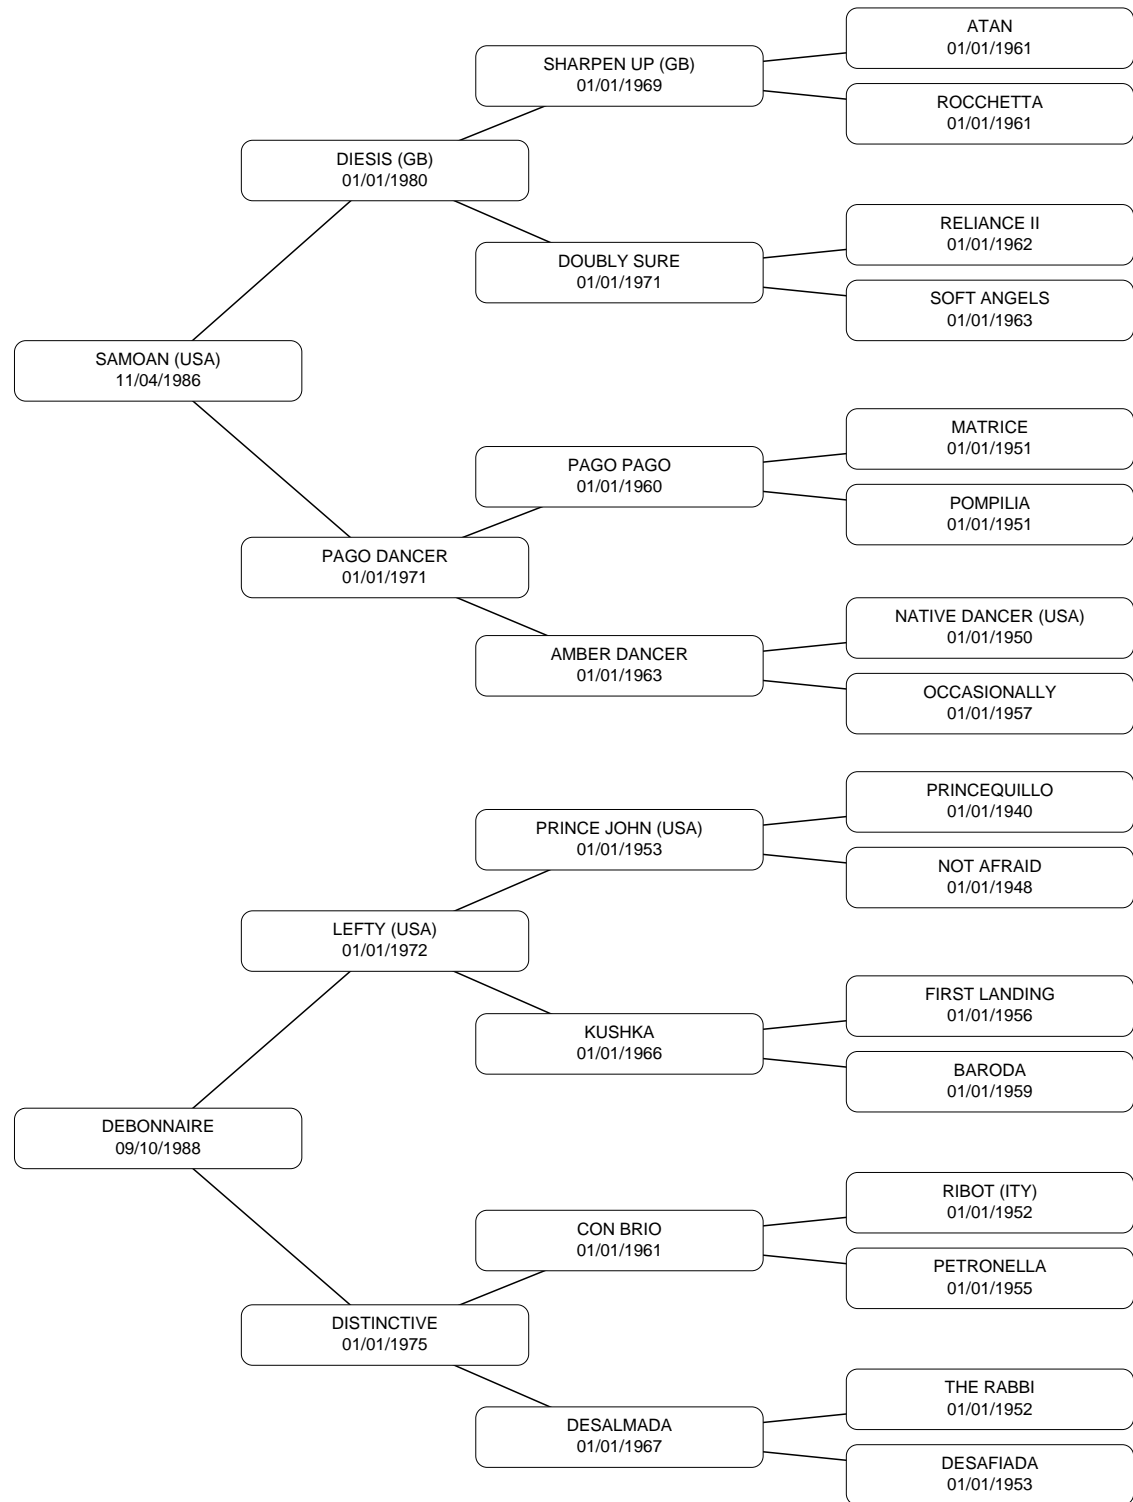 ATAN
01/01/1961
SHARPEN UP (GB)
01/01/1969
ROCCHETTA
01/01/1961
DIESIS (GB)
01/01/1980
RELIANCE II
01/01/1962
DOUBLY SURE
01/01/1971
SOFT ANGELS
01/01/1963
SAMOAN (USA)
11/04/1986
MATRICE
01/01/1951
PAGO PAGO
01/01/1960
POMPILIA
01/01/1951
PAGO DANCER
01/01/1971
NATIVE DANCER (USA)
01/01/1950
AMBER DANCER
01/01/1963
OCCASIONALLY
01/01/1957
PRINCEQUILLO
01/01/1940
PRINCE JOHN (USA)
01/01/1953
NOT AFRAID
01/01/1948
LEFTY (USA)
01/01/1972
FIRST LANDING
01/01/1956
KUSHKA
01/01/1966
BARODA
01/01/1959
DEBONNAIRE
09/10/1988
RIBOT (ITY)
01/01/1952
CON BRIO
01/01/1961
PETRONELLA
01/01/1955
DISTINCTIVE
01/01/1975
THE RABBI
01/01/1952
DESALMADA
01/01/1967
DESAFIADA
01/01/1953